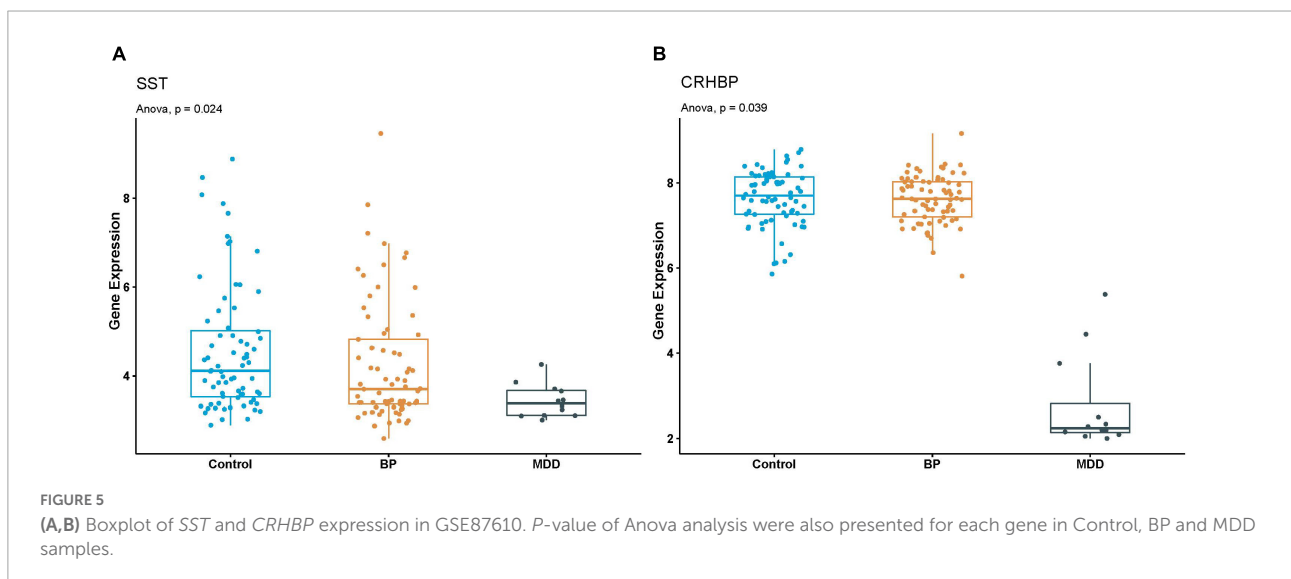 A
SST
Anova, p = 0.024
Gene Expression
8
6
4
Control BP MDD
B
CRHBP
Anova, p = 0.039
Gene Expression
8
6
4
2
Control BP MDD
FIGURE 5
(A,B) Boxplot of SST and CRHBP expression in GSE87610. P-value of Anova analysis were also presented for each gene in Control, BP and MDD
samples.